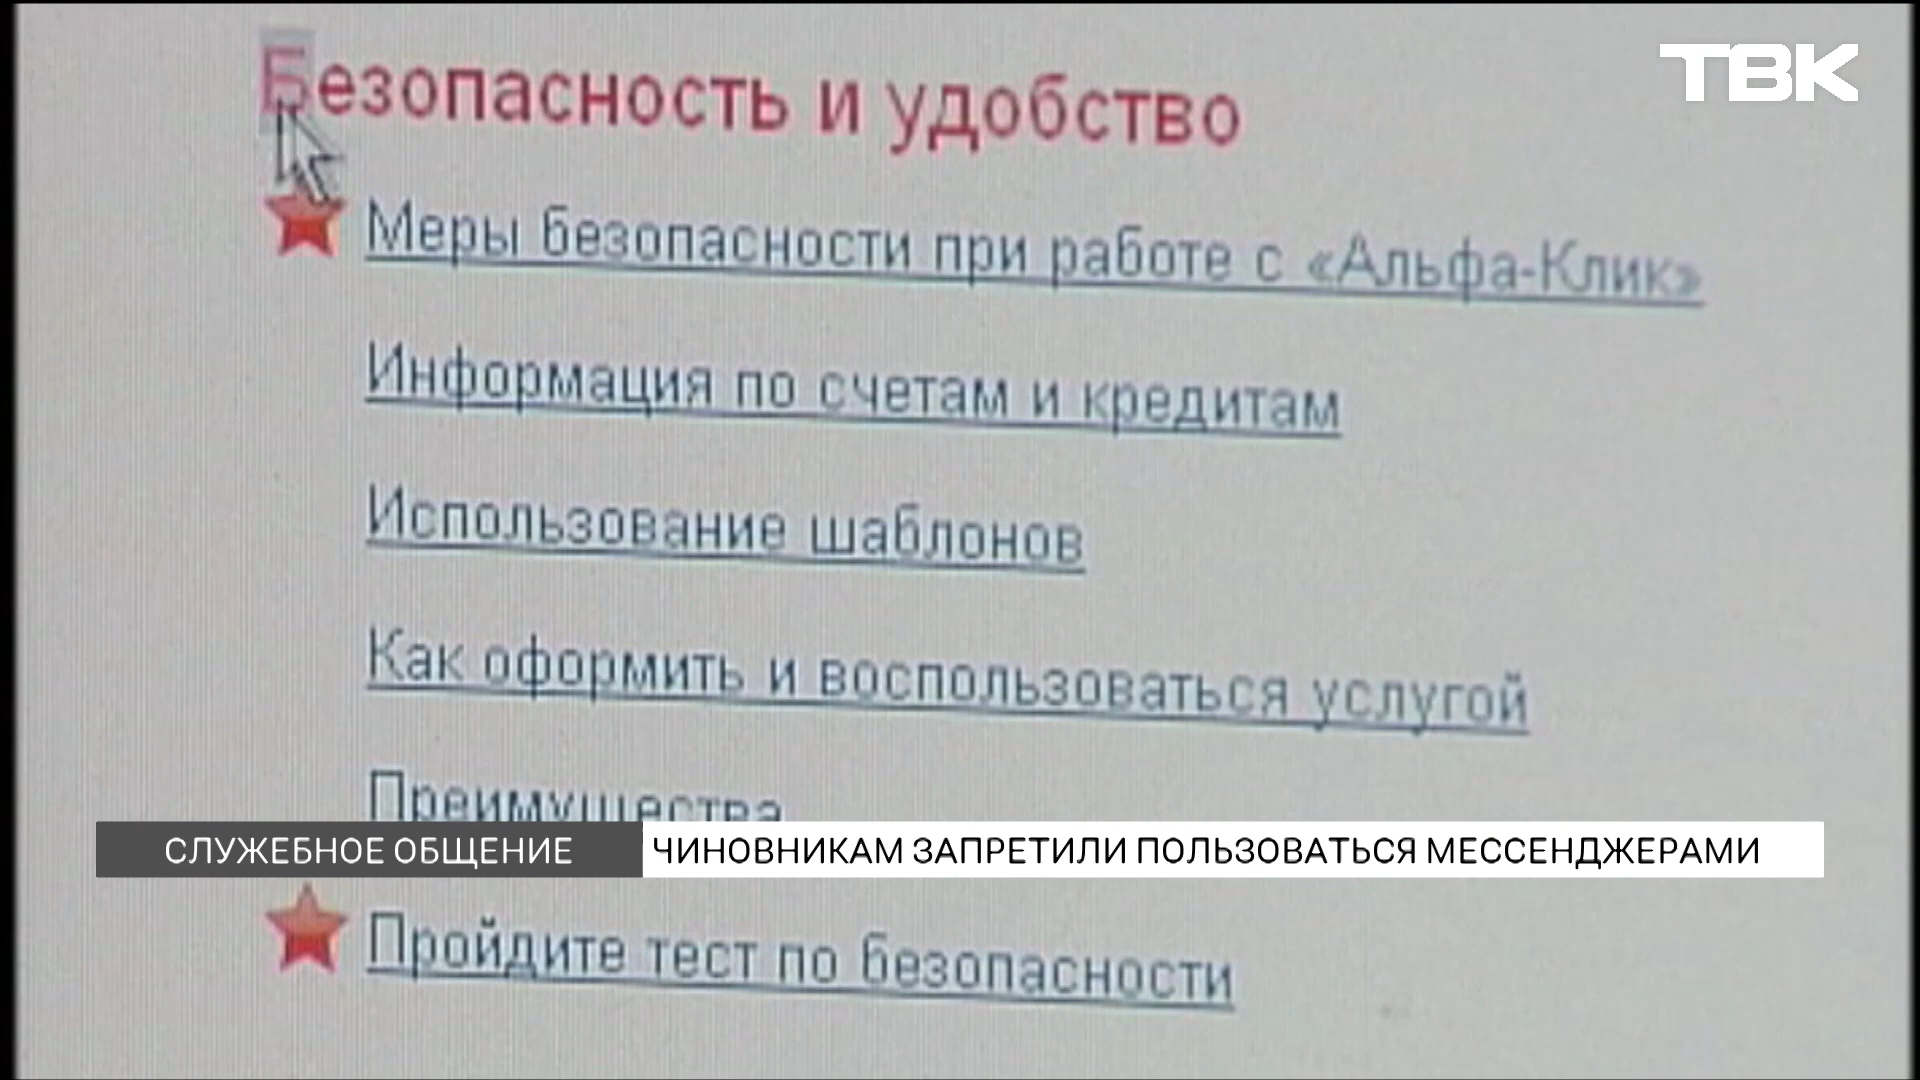 ТВК
Безопасность и удобство
Меры безопасности при работе с «Альфа-Клик»
Информация по счетам и кредитам
Использование шаблонов
Как оформить и воспользоваться услугой
Преимущества
СЛУЖЕБНОЕ ОБЩЕНИЕ ЧИНОВНИКАМ ЗАПРЕТИЛИ ПОЛЬЗОВАТЬСЯ МЕССЕНДЖЕРАМИ
Пройдите тест по безопасности